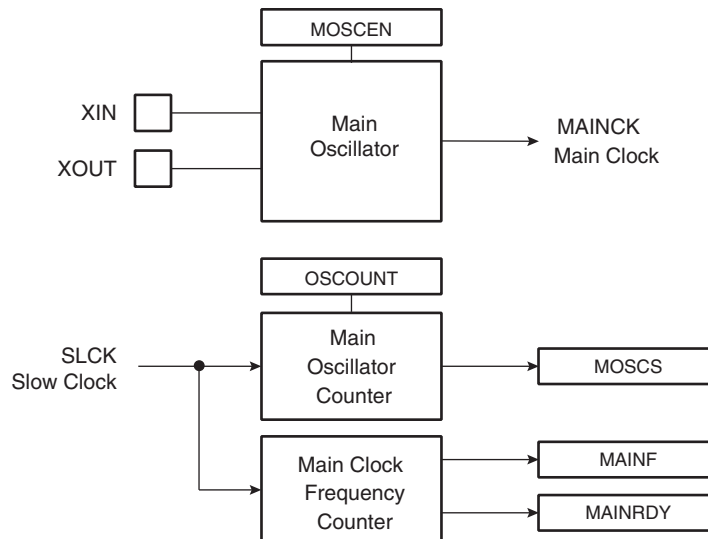 MOSCEN
XIN
XOUT
Main
Oscillator
MAINCK
Main Clock
OSCOUNT
SLCK
Slow Clock
Main
Oscillator
Counter
MOSCS
Main Clock
Frequency
Counter
MAINF
MAINRDY